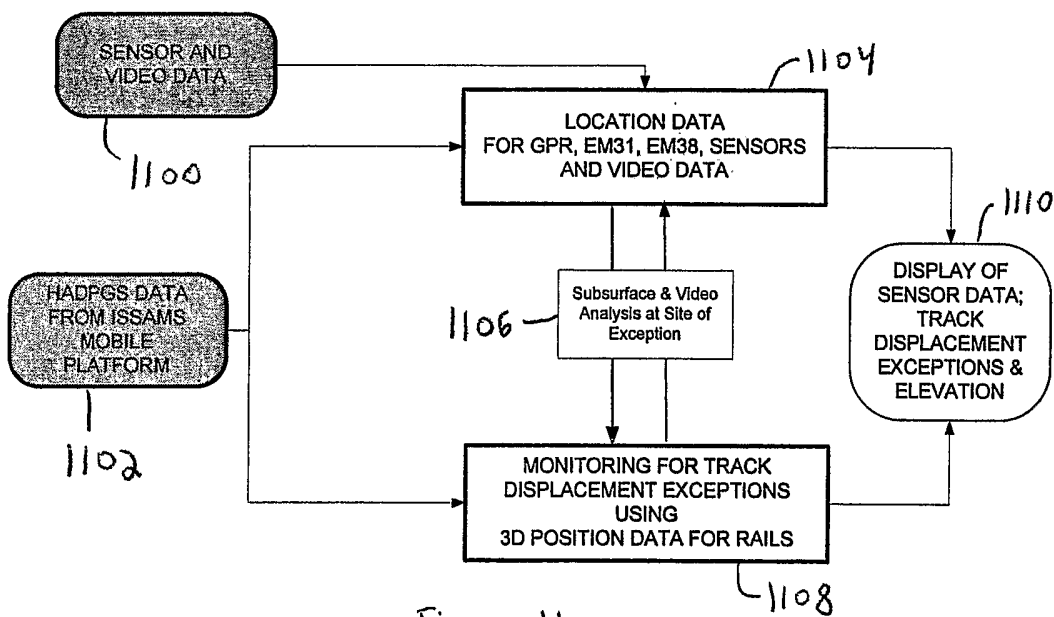 SENSOR AND
VIDEO DATA
1100
1104
LOCATION DATA
FOR GPR, EM31, EM38, SENSORS
AND VIDEO DATA
HADPGS DATA
FROM ISSAMS
MOBILE
PLATFORM
1102
1106
Subsurface & Video
Analysis at Site of
Exception
1110
DISPLAY OF
SENSOR DATA;
TRACK
DISPLACEMENT
EXCEPTIONS &
ELEVATION
MONITORING FOR TRACK
DISPLACEMENT EXCEPTIONS
USING
3D POSITION DATA FOR RAILS
1108